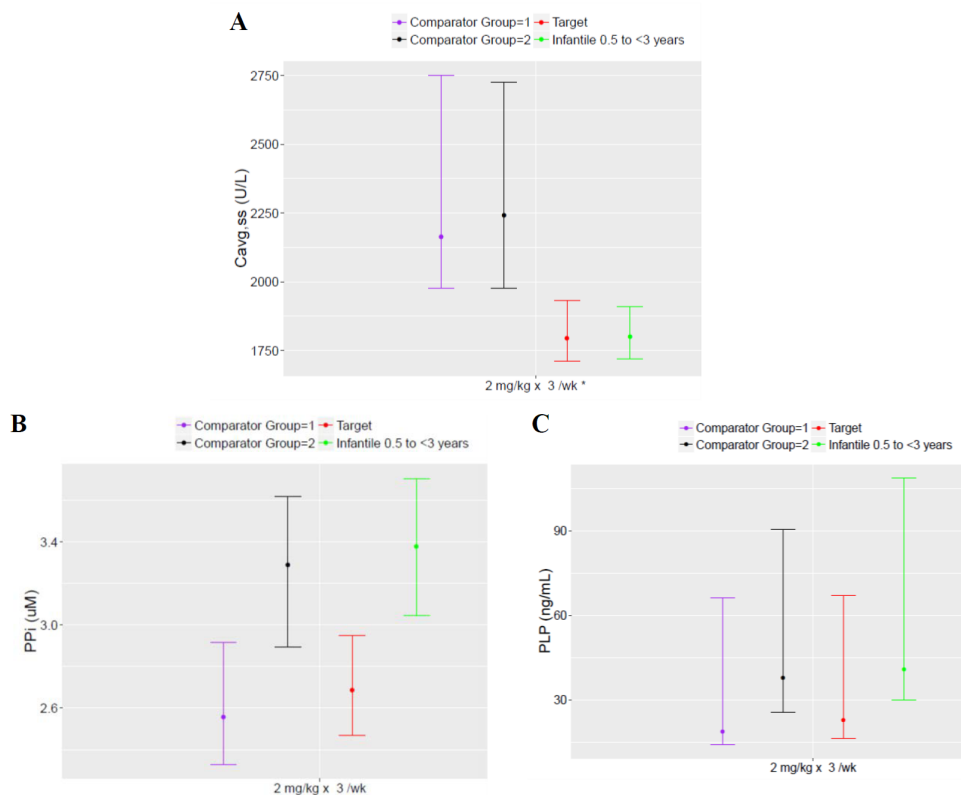 A
Comparator Group=1 Target
Comparator Group=2 Infantile 0.5 to <3 years
2750
2500
2250
2000
1750
Cavg,ss (U/L)
2 mg/kg x 3 /wk *
B
Comparator Group=1 Target
Comparator Group=2 Infantile 0.5 to <3 years
3.4
3.0
2.6
PPi (uM)
2 mg/kg x 3 /wk
C
Comparator Group=1 Target
Comparator Group=2 Infantile 0.5 to <3 years
90
60
30
PLP (ng/mL)
2 mg/kg x 3 /wk